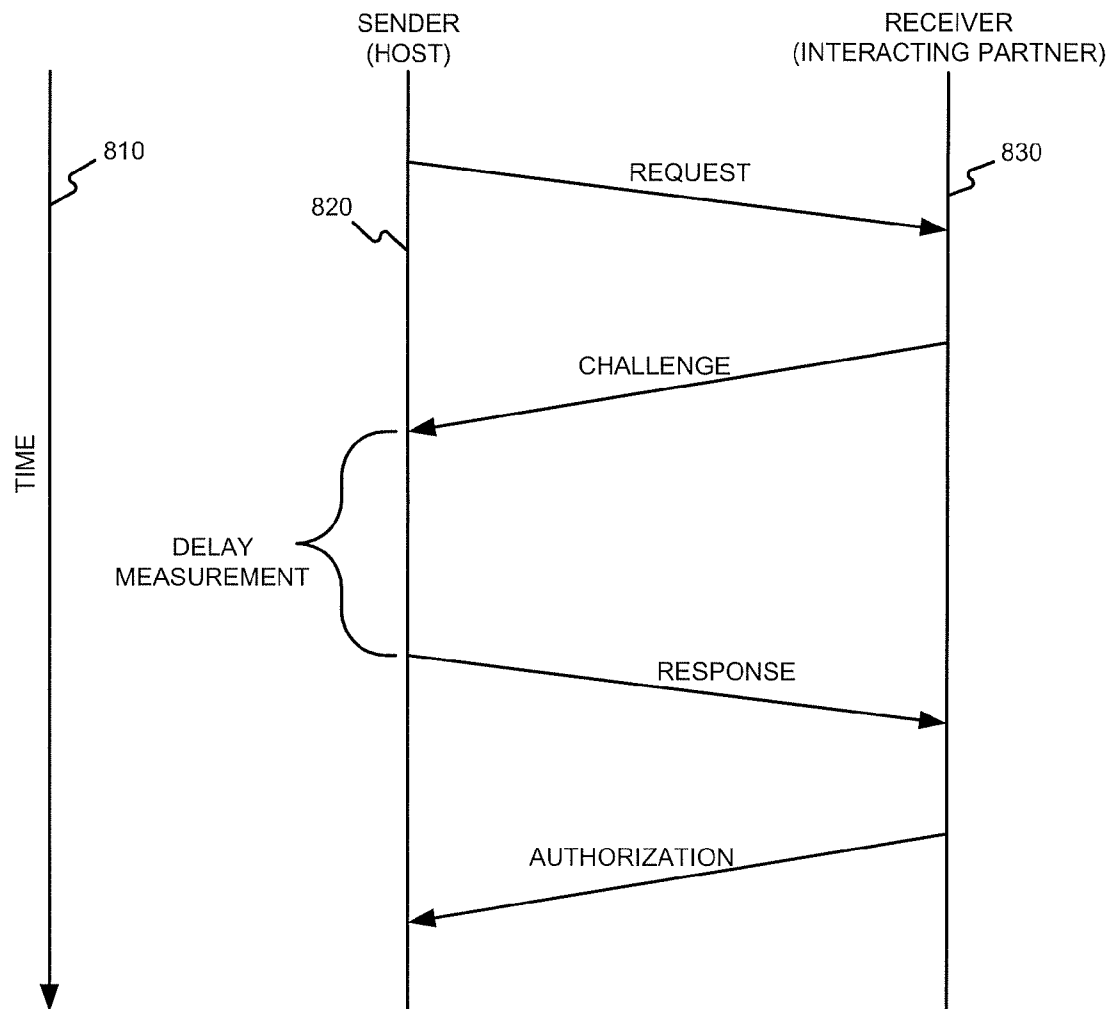 SENDER
(HOST)
RECEIVER
(INTERACTING PARTNER)
810
830
REQUEST
820
CHALLENGE
TIME
DELAY
MEASUREMENT
RESPONSE
AUTHORIZATION